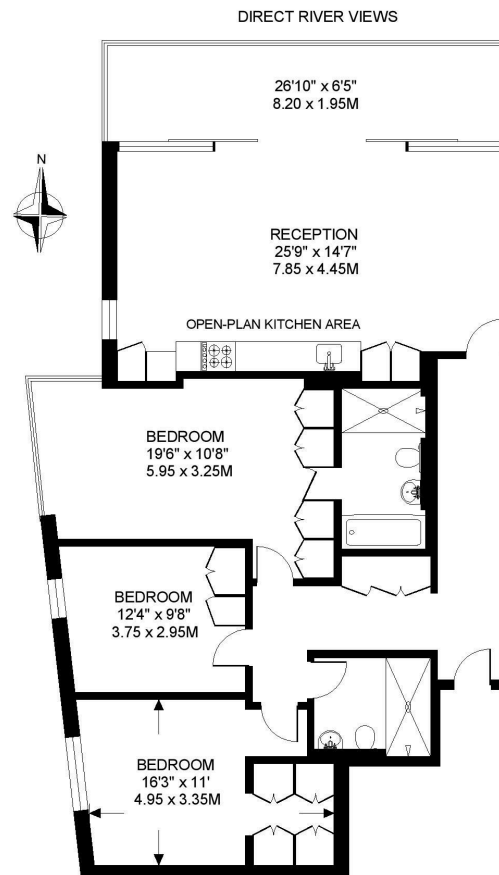 DIRECT RIVER VIEWS
26'10" x 6'5"
8.20 x 1.95M
N
RECEPTION
25'9" x 14'7"
7.85 x 4.45M
OPEN-PLAN KITCHEN AREA
BEDROOM
19'6" x 10'8"
5.95 x 3.25M
BEDROOM
12'4" x 9'8"
3.75 x 2.95M
BEDROOM
16'3" x 11'
4.95 x 3.35M